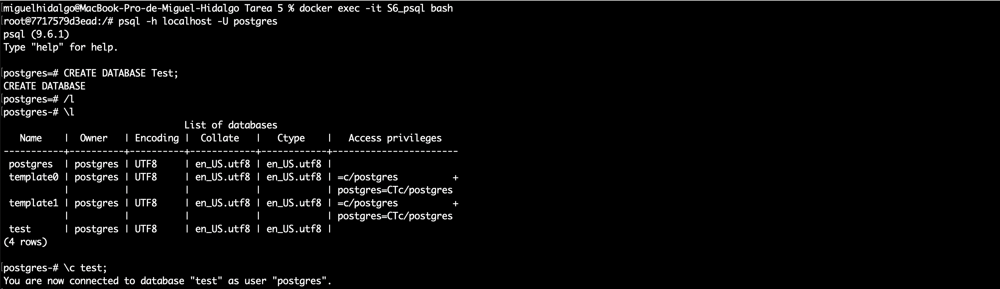 miguelhidalgo@MacBook-Pro-de-Miguel-Hidalgo Tarea 5 % docker exec -it S6_psql bash
root@7717579d3ead:/# psql -h localhost -U postgres
psql (9.6.1)
Type "help" for help.

postgres=# CREATE DATABASE Test;
CREATE DATABASE
postgres=# /l
postgres-# \l
                                 List of databases
   Name    |  Owner   | Encoding |  Collate   |   Ctype    |   Access privileges
-----------+----------+----------+------------+------------+-----------------------
 postgres  | postgres | UTF8     | en_US.utf8 | en_US.utf8 |
 template0 | postgres | UTF8     | en_US.utf8 | en_US.utf8 | =c/postgres          +
           |          |          |            |            | postgres=CTc/postgres
 template1 | postgres | UTF8     | en_US.utf8 | en_US.utf8 | =c/postgres          +
           |          |          |            |            | postgres=CTc/postgres
 test      | postgres | UTF8     | en_US.utf8 | en_US.utf8 |
(4 rows)

postgres-# \c test;
You are now connected to database "test" as user "postgres".